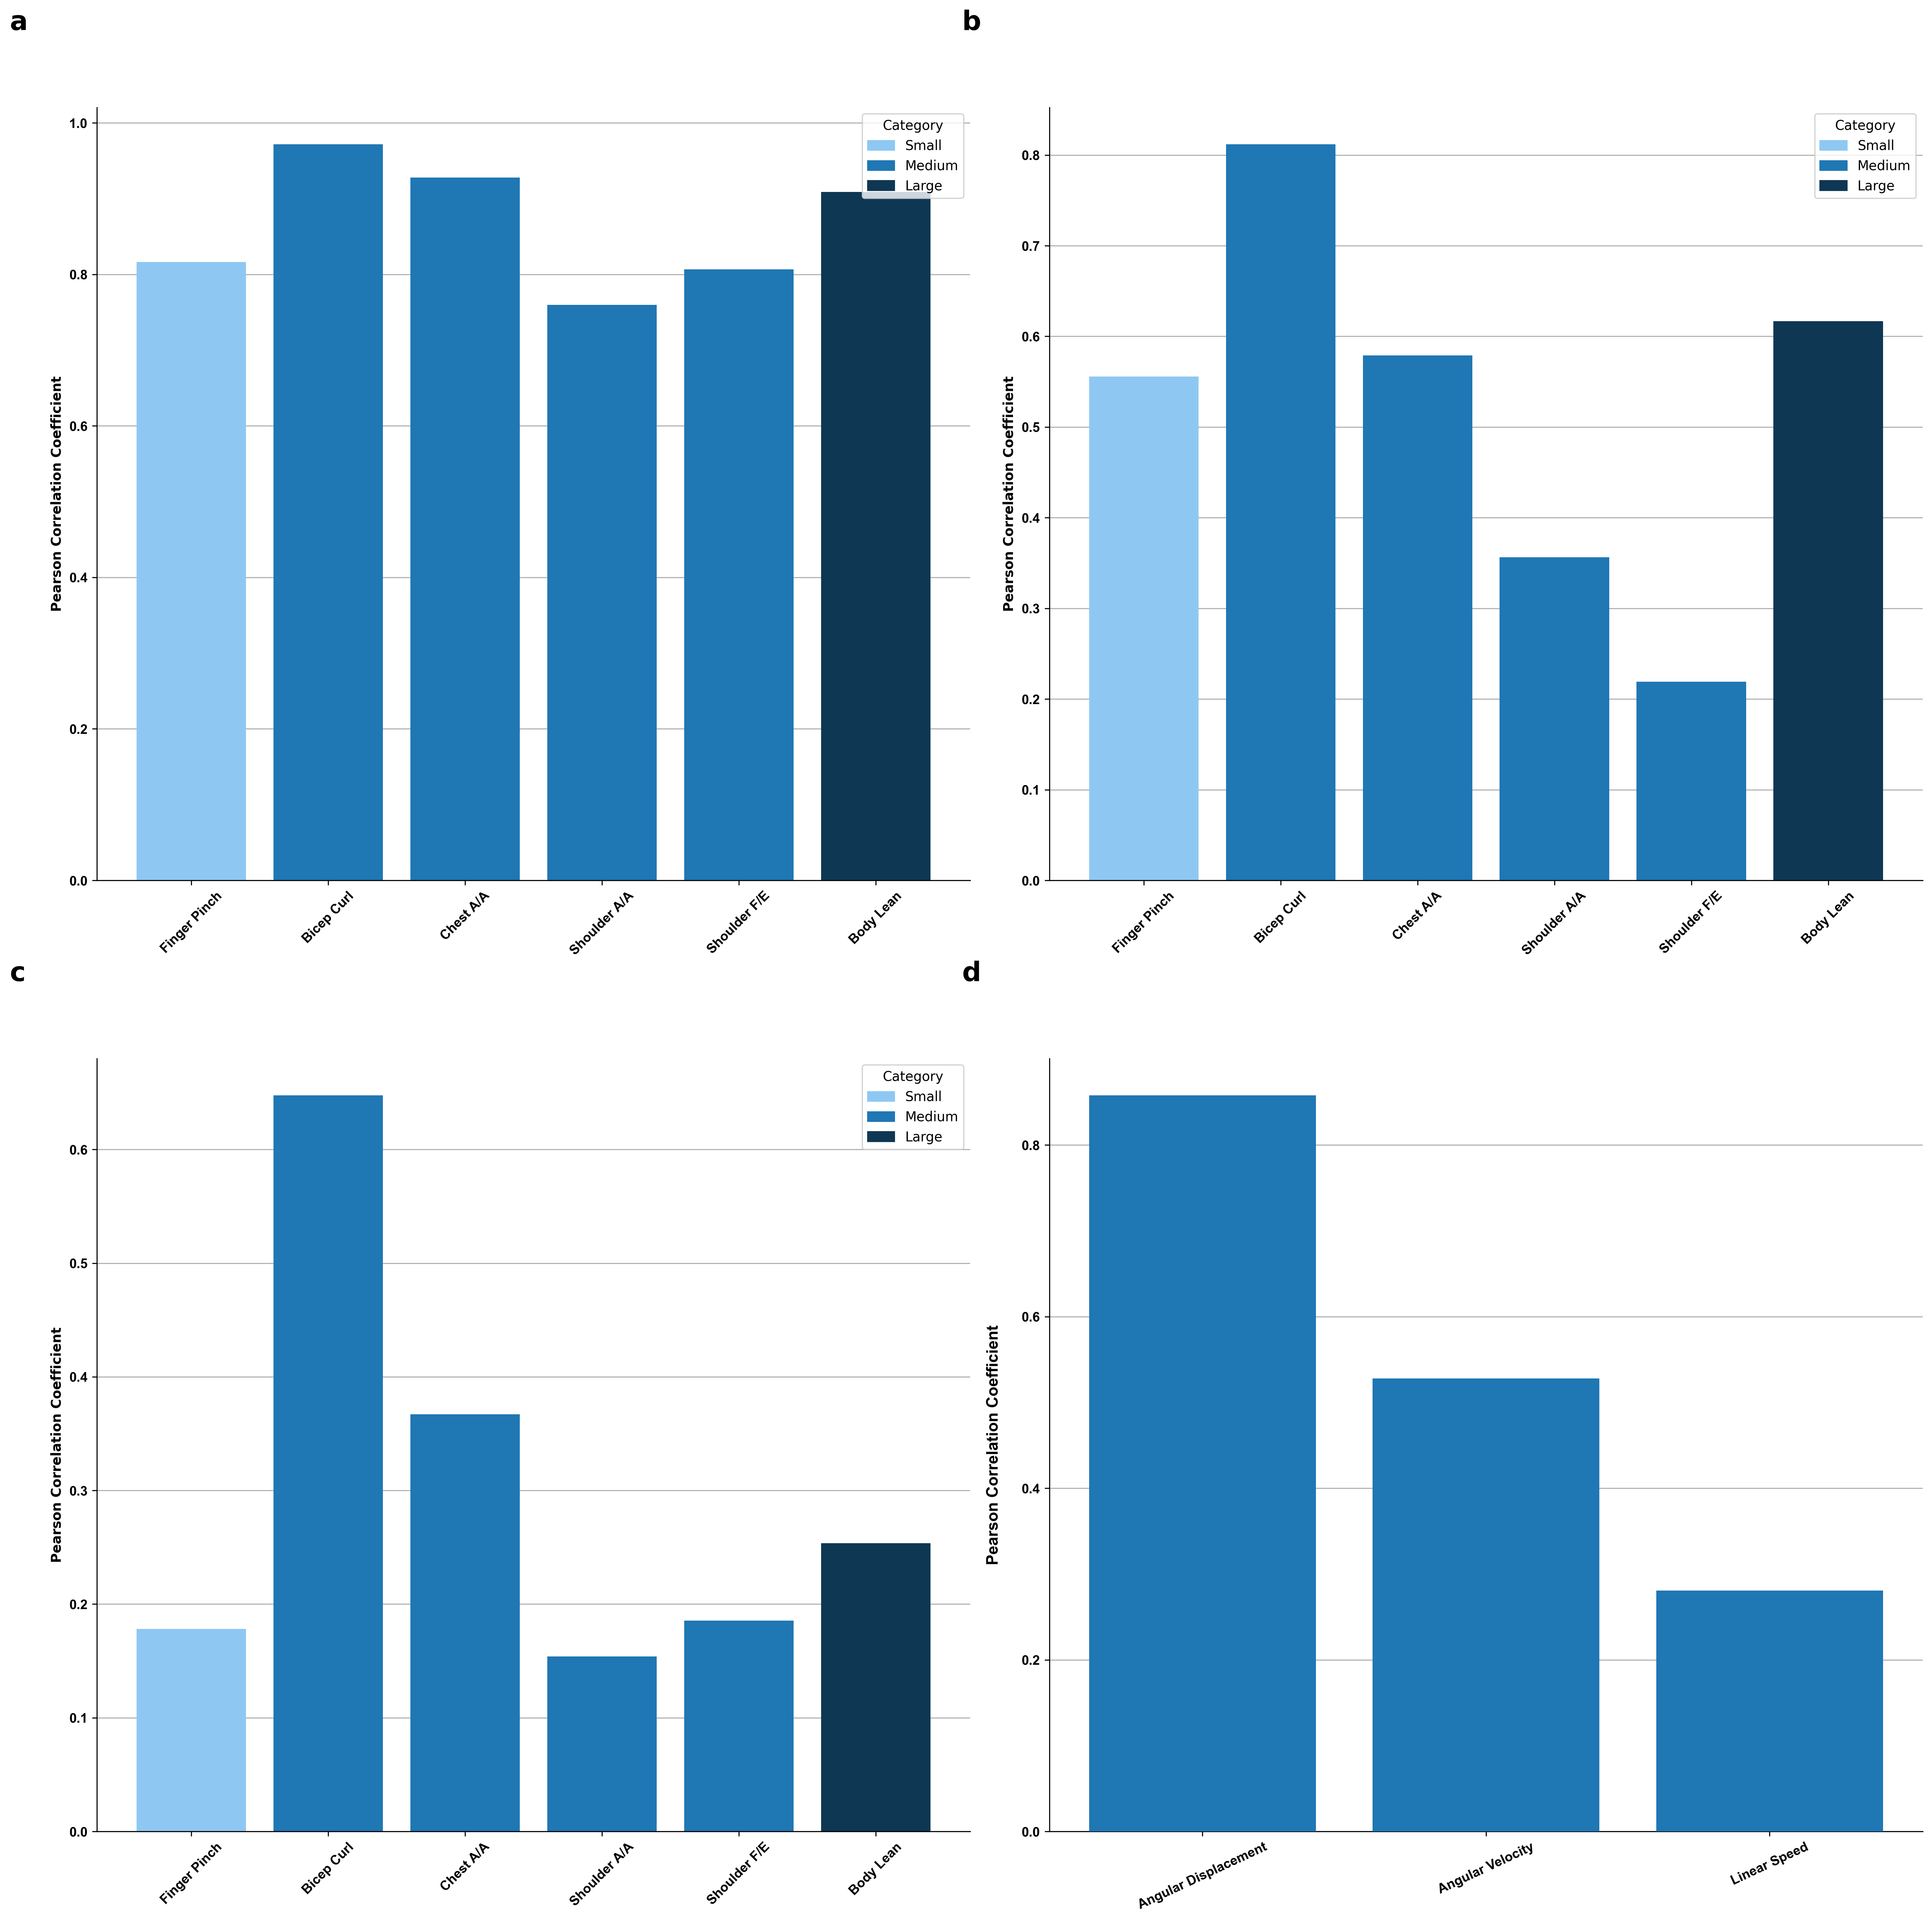 a
Pearson Correlation Coefficient
1.0
0.8
0.6
0.4
0.2
0.0
Category
Small
Medium
Large
Finger Pinch
Bicep Curl
Chest A/A
Shoulder A/A
Shoulder F/E
Body Lean
b
Pearson Correlation Coefficient
0.8
0.7
0.6
0.5
0.4
0.3
0.2
0.1
0.0
Category
Small
Medium
Large
Finger Pinch
Bicep Curl
Chest A/A
Shoulder A/A
Shoulder F/E
Body Lean
c
Pearson Correlation Coefficient
0.6
0.5
0.4
0.3
0.2
0.1
0.0
Category
Small
Medium
Large
Finger Pinch
Bicep Curl
Chest A/A
Shoulder A/A
Shoulder F/E
Body Lean
d
Pearson Correlation Coefficient
0.8
0.6
0.4
0.2
0.0
Angular Displacement
Angular Velocity
Linear Speed